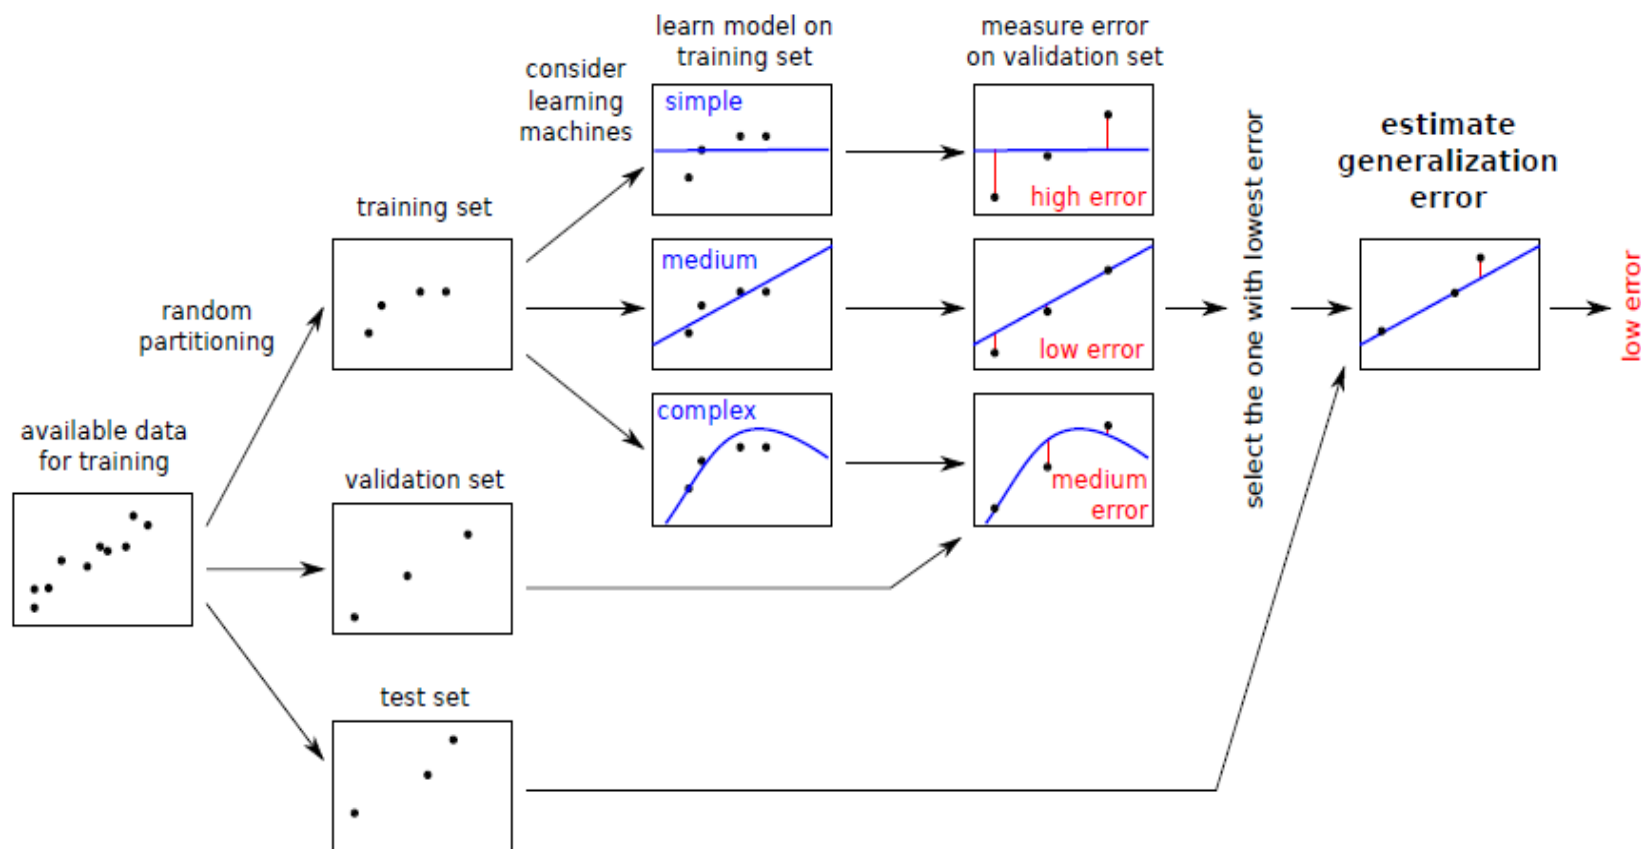 available data
for training
random
partitioning
training set
validation set
test set
consider
learning
machines
learn model on
training set
simple
medium
complex
measure error
on validation set
high error
low error
medium
error
select the one with lowest error
estimate
generalization
error
low error